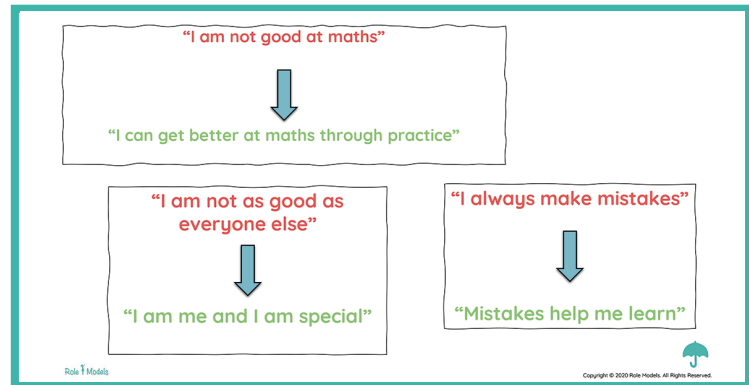 “I am not good at maths”
“I can get better at maths through practice”
“I am not as good as
everyone else”
“I am me and I am special”
“I always make mistakes”
“Mistakes help me learn”
Role Models
Copyright © 2020 Role Models. All Rights Reserved.